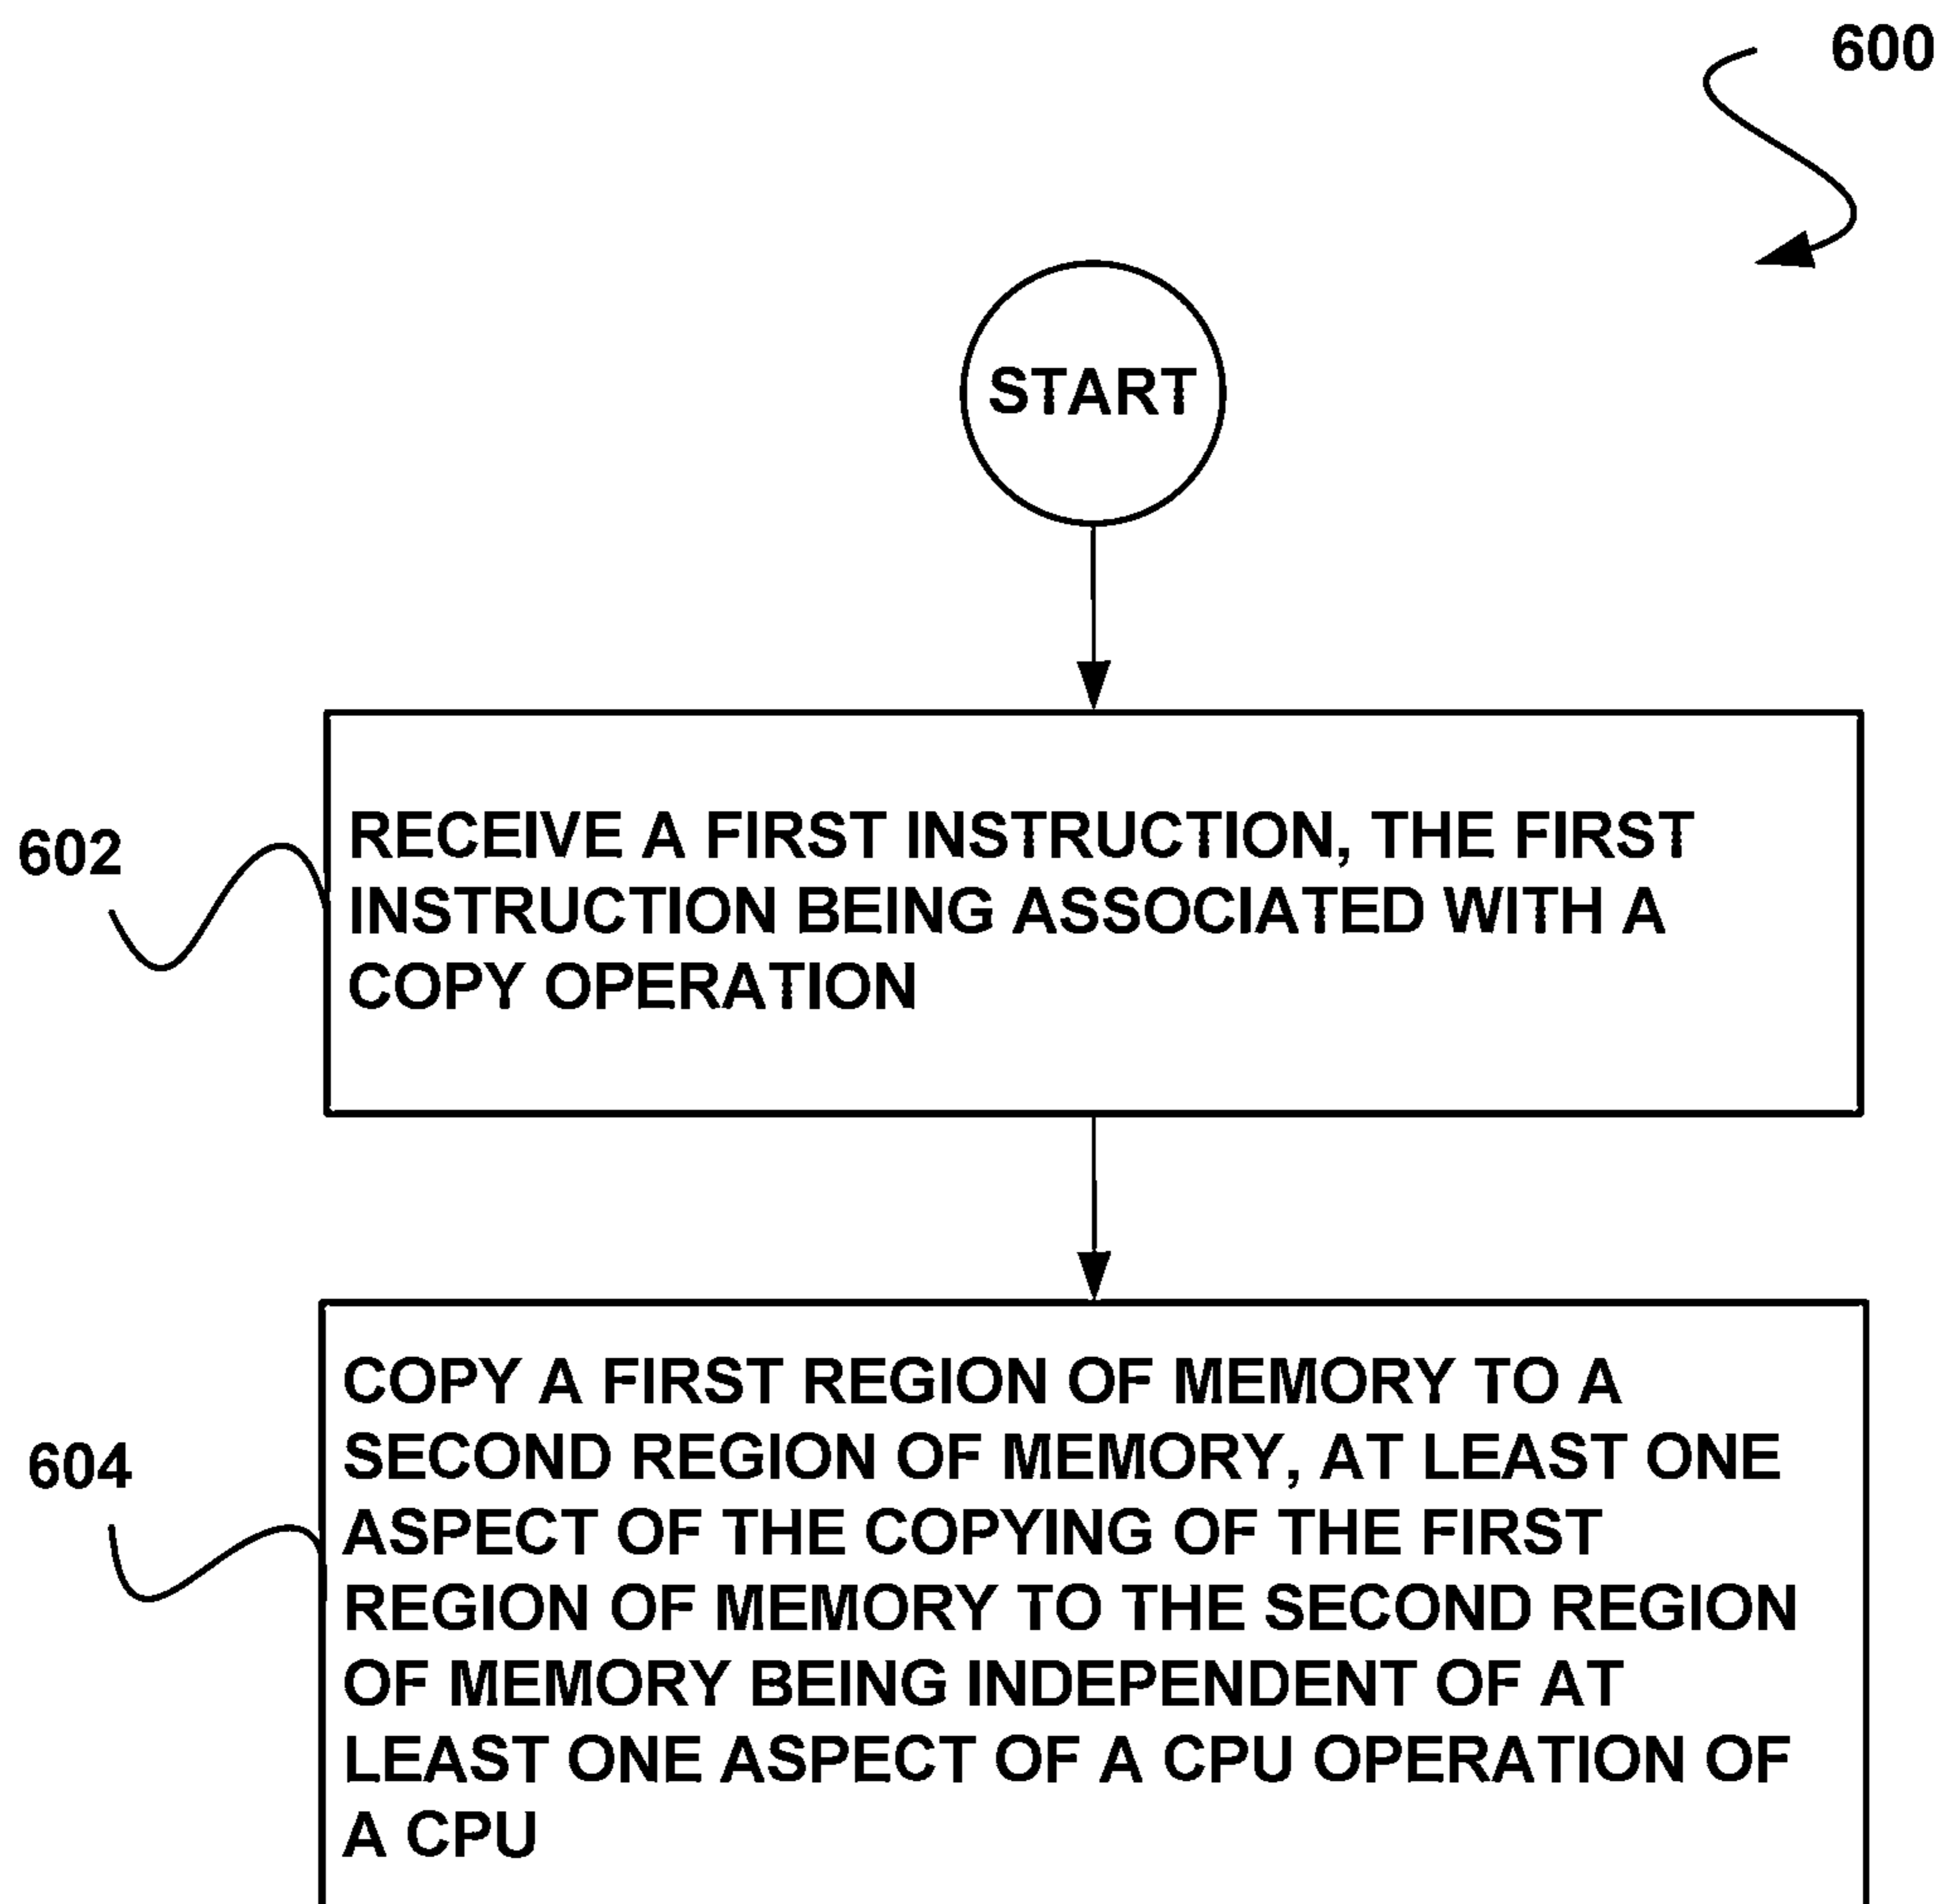 600
START
602
RECEIVE A FIRST INSTRUCTION, THE FIRST
INSTRUCTION BEING ASSOCIATED WITH A
COPY OPERATION
604
COPY A FIRST REGION OF MEMORY TO A
SECOND REGION OF MEMORY, AT LEAST ONE
ASPECT OF THE COPYING OF THE FIRST
REGION OF MEMORY TO THE SECOND REGION
OF MEMORY BEING INDEPENDENT OF AT
LEAST ONE ASPECT OF A CPU OPERATION OF
A CPU